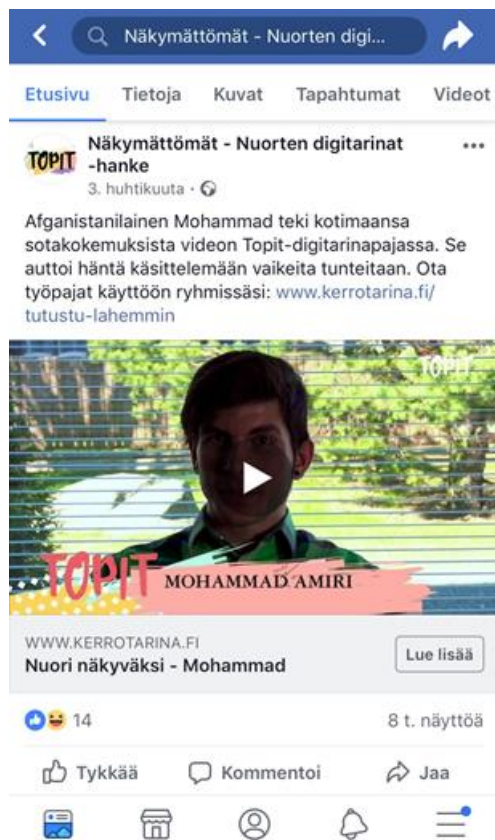 Näkymättömät - Nuorten digi...
Etusivu Tietoja Kuvat Tapahtumat Videot
TOPIT
Näkymättömät - Nuorten digitarinat
-hanke
3. huhtikuuta ·
Afganistanilainen Mohammad teki kotimaansa
sotakokemuksista videon Topit-digitarinapajassa. Se
auttoi häntä käsittelemään vaikeita tunteitaan. Ota
työpajat käyttöön ryhmissäsi: www.kerrotarina.fi/
tutustu-lahemmin
TOPIT
TOPIT MOHAMMAD AMIRI
WWW.KERROTARINA.FI
Nuori näkyväksi - Mohammad
Lue lisää
14 8 t. näyttöä
Tykkää Kommentoi Jaa